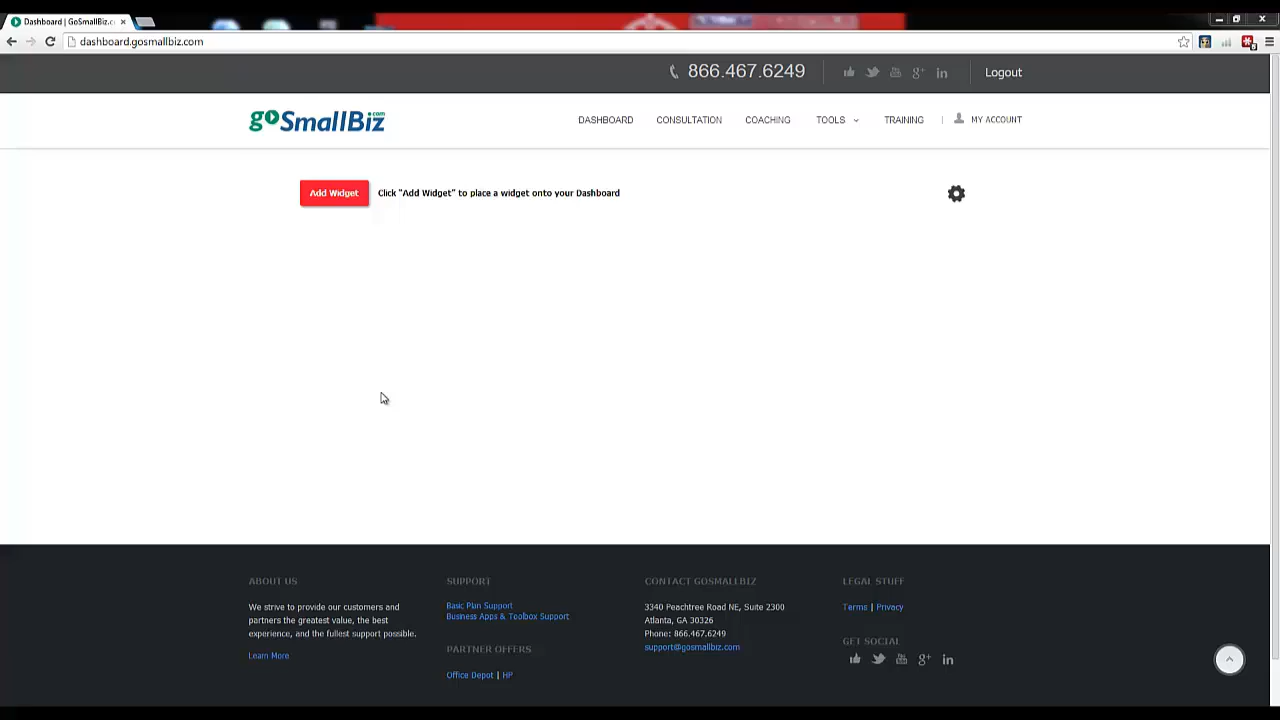 Dashboard | GoSmallBiz.c
dashboard.gosmallbiz.com
866.467.6249
Logout
goSmallBiz.com
DASHBOARD CONSULTATION COACHING TOOLS TRAINING | MY ACCOUNT
Add Widget Click "Add Widget" to place a widget onto your Dashboard
ABOUT US
We strive to provide our customers and
partners the greatest value, the best
experience, and the fullest support possible.
Learn More
SUPPORT
Basic Plan Support
Business Apps & Toolbox Support
PARTNER OFFERS
Office Depot | HP
CONTACT GOSMALLBIZ
3340 Peachtree Road NE, Suite 2300
Atlanta, GA 30326
Phone: 866.467.6249
support@gosmallbiz.com
LEGAL STUFF
Terms | Privacy
GET SOCIAL